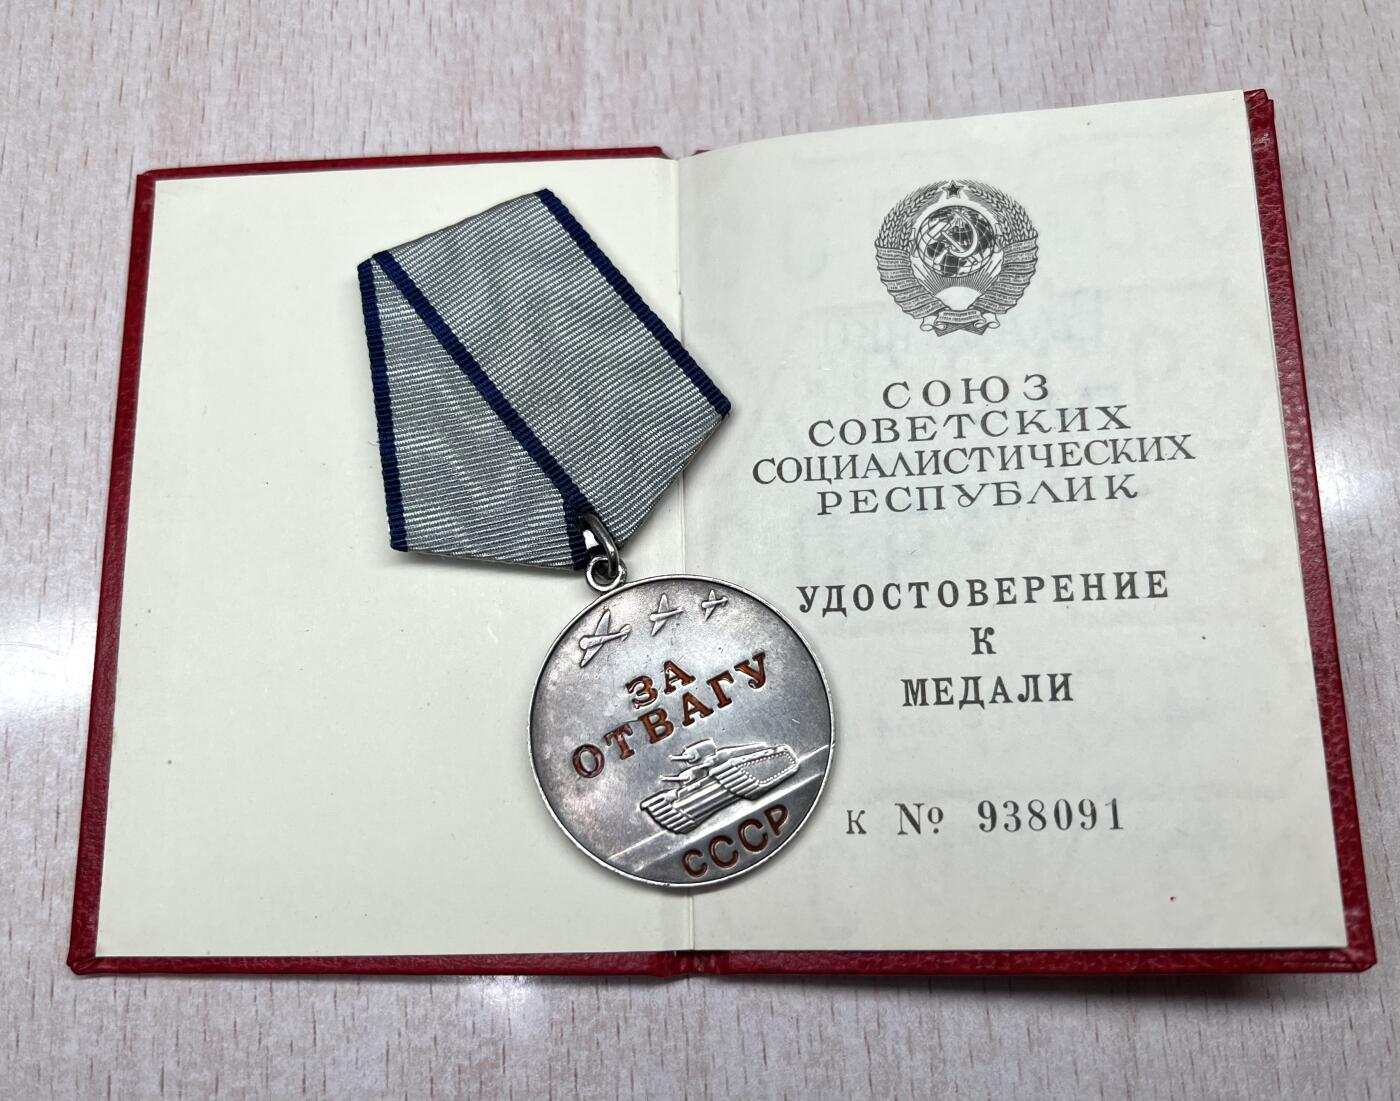 ЗА
ОТВАГУ
СССР
СОЮЗ
СОВЕТСКИХ
СОЦИАЛИСТИЧЕСКИХ
РЕСПУБЛИК
УДОСТОВЕРЕНИЕ
К
МЕДАЛИ
К № 938091